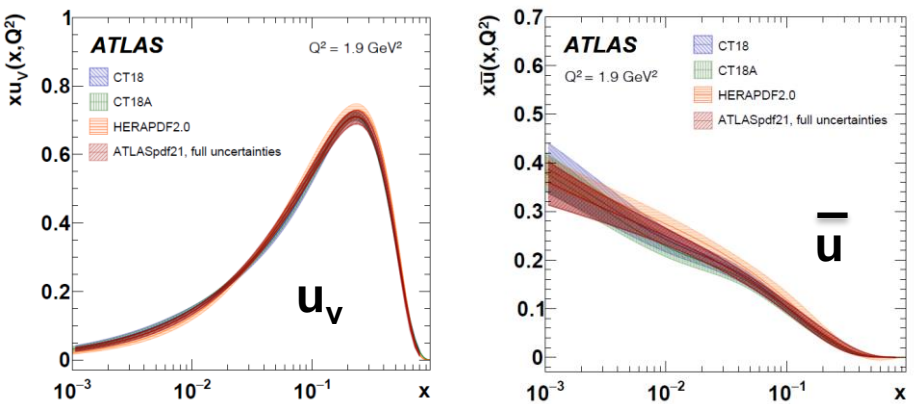 xuᵥ(x,Q²)
1
0.8
0.6
0.4
0.2
0
ATLAS
Q² = 1.9 GeV²
CT18
CT18A
HERAPDF2.0
ATLASpdf21, full uncertainties
uᵥ
10⁻³
10⁻²
10⁻¹
x
xu̅(x,Q²)
0.7
0.6
0.5
0.4
0.3
0.2
0.1
0
ATLAS
Q² = 1.9 GeV²
CT18
CT18A
HERAPDF2.0
ATLASpdf21, full uncertainties
u̅
10⁻³
10⁻²
10⁻¹
x